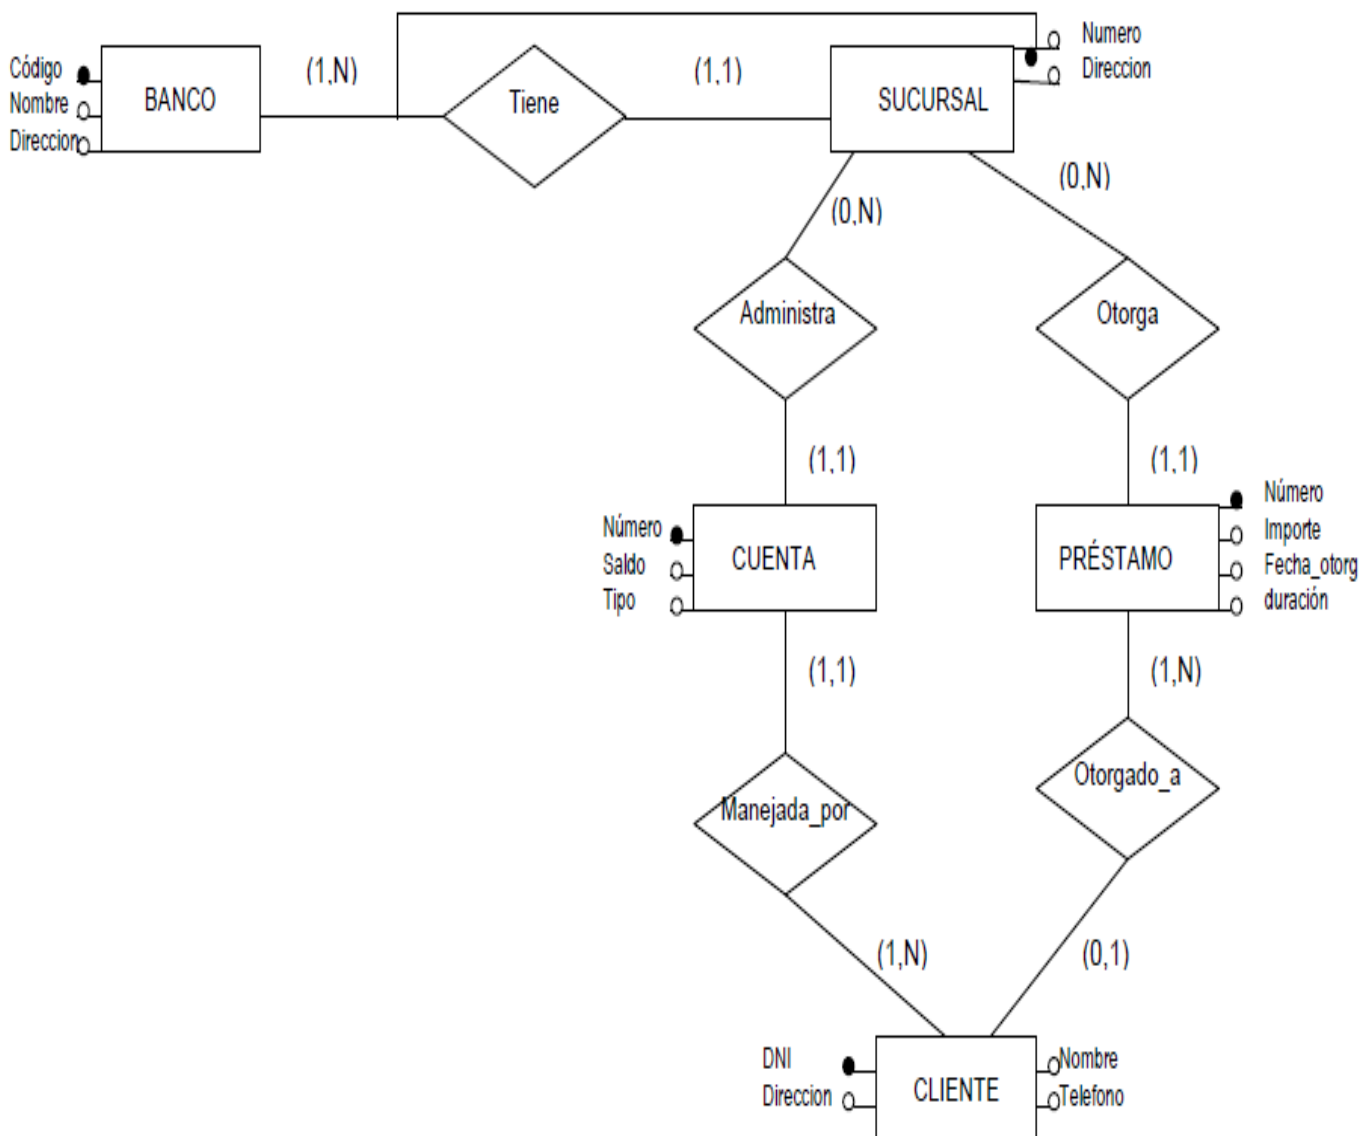 Numero
Código
(1,N)
(1,1)
Direccion
Nombre
BANCO
Tiene
SUCURSAL
Direccion
(0,N)
(0,N)
Administra
Otorga
(1,1)
(1,1)
Número
Número
Importe
Saldo
CUENTA
PRÉSTAMO
Fecha_otorg
Tipo
duración
(1,1)
(1,N)
Otorgado_a
Manejada_por
(1,N)
(0,1)
DNI
Nombre
Direccion
CLIENTE
Telefono